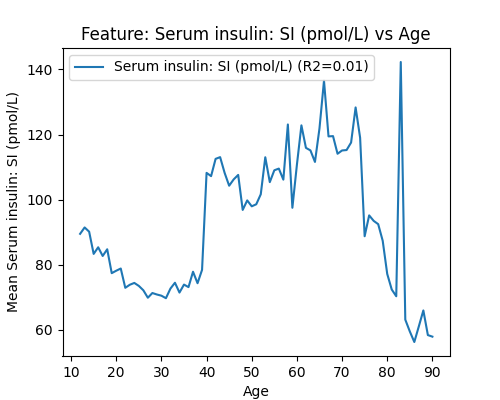 Feature: Serum insulin: SI (pmol/L) vs Age
Serum insulin: SI (pmol/L) (R2=0.01)
Mean Serum insulin: SI (pmol/L)
140
120
100
80
60
10 20 30 40 50 60 70 80 90
Age